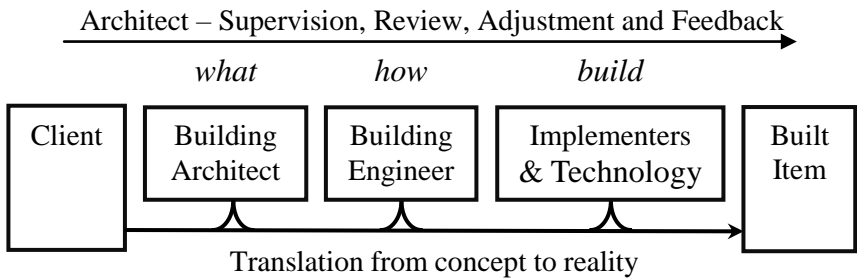 Architect – Supervision, Review, Adjustment and Feedback
what how build
Client
Building
Architect
Building
Engineer
Implementers
& Technology
Built
Item
Translation from concept to reality